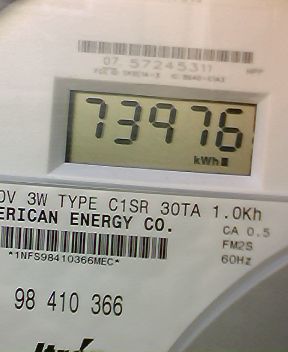 07 57245311
73976
kWh
0V 3W TYPE C1SR 30TA 1.0Kh
ERICAN ENERGY CO.
CA 0.5
FM2S
*1NFS98410366MEC*
60Hz
98 410 366